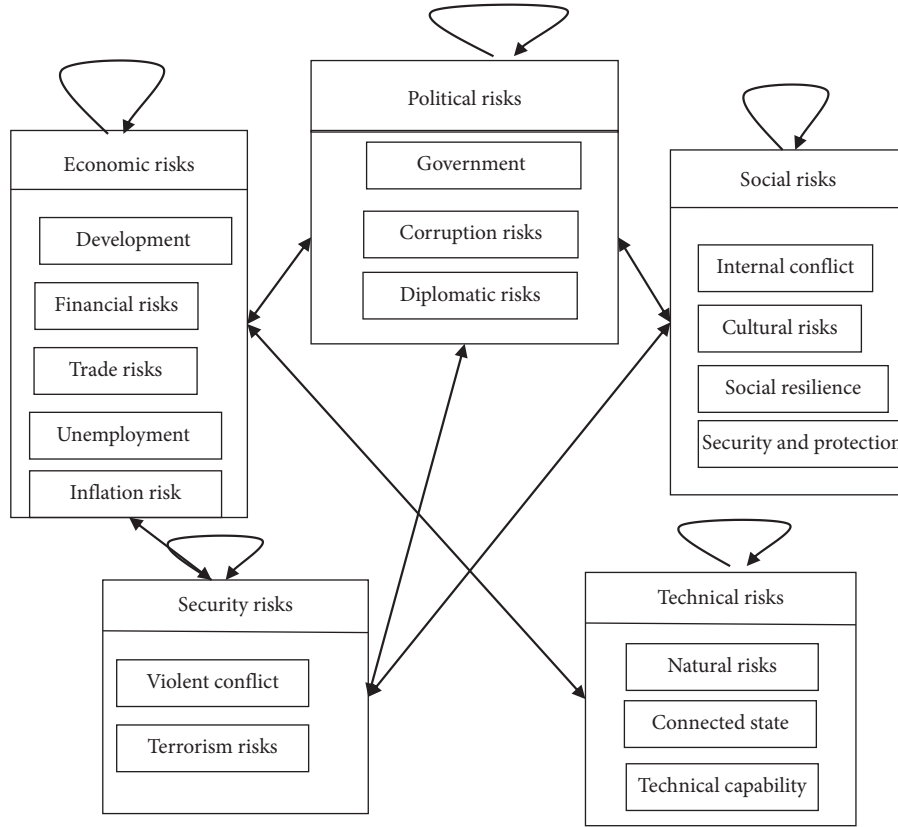 Political risks
Government
Corruption risks
Diplomatic risks
Economic risks
Development
Financial risks
Trade risks
Unemployment
Inflation risk
Social risks
Internal conflict
Cultural risks
Social resilience
Security and protection
Security risks
Violent conflict
Terrorism risks
Technical risks
Natural risks
Connected state
Technical capability